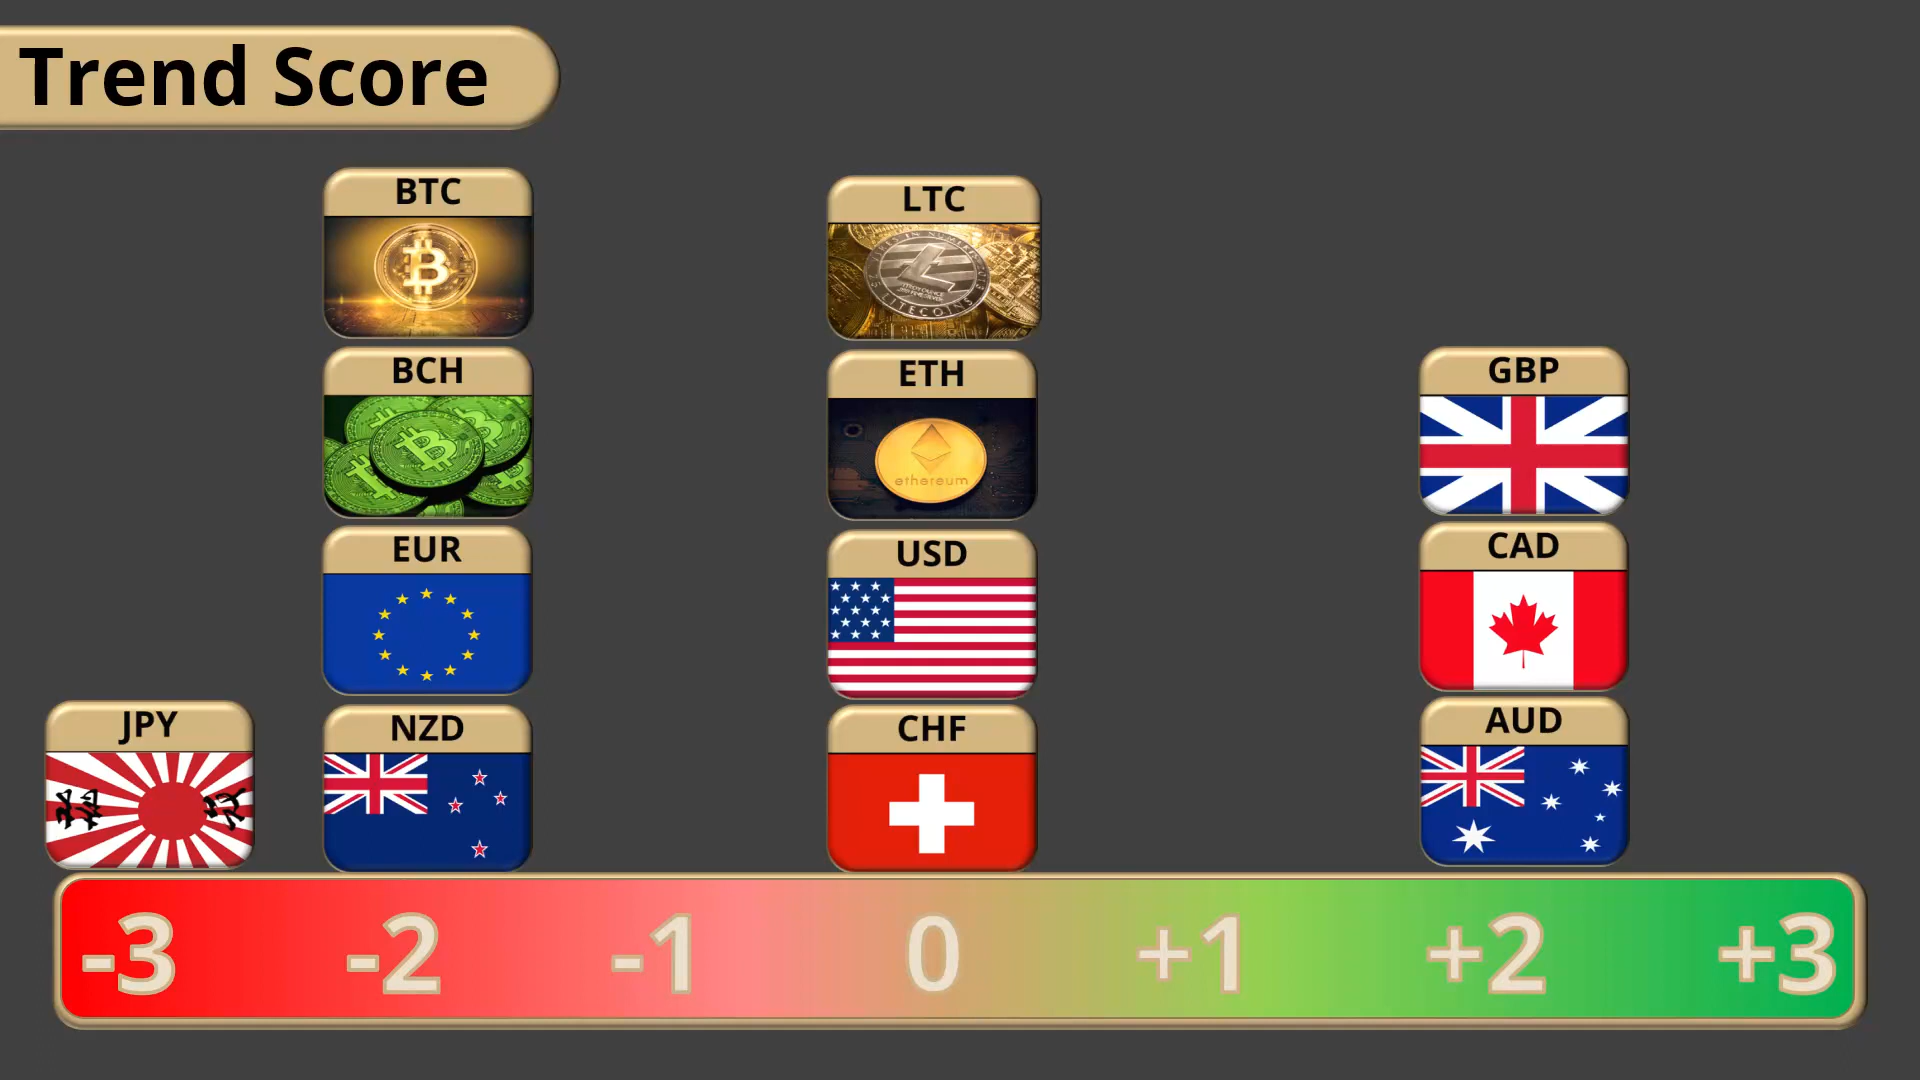 Trend Score
BTC
LTC
BCH
ETH
GBP
ethereum
EUR
USD
CAD
JPY
NZD
CHF
AUD
-3 -2 -1 0 +1 +2 +3